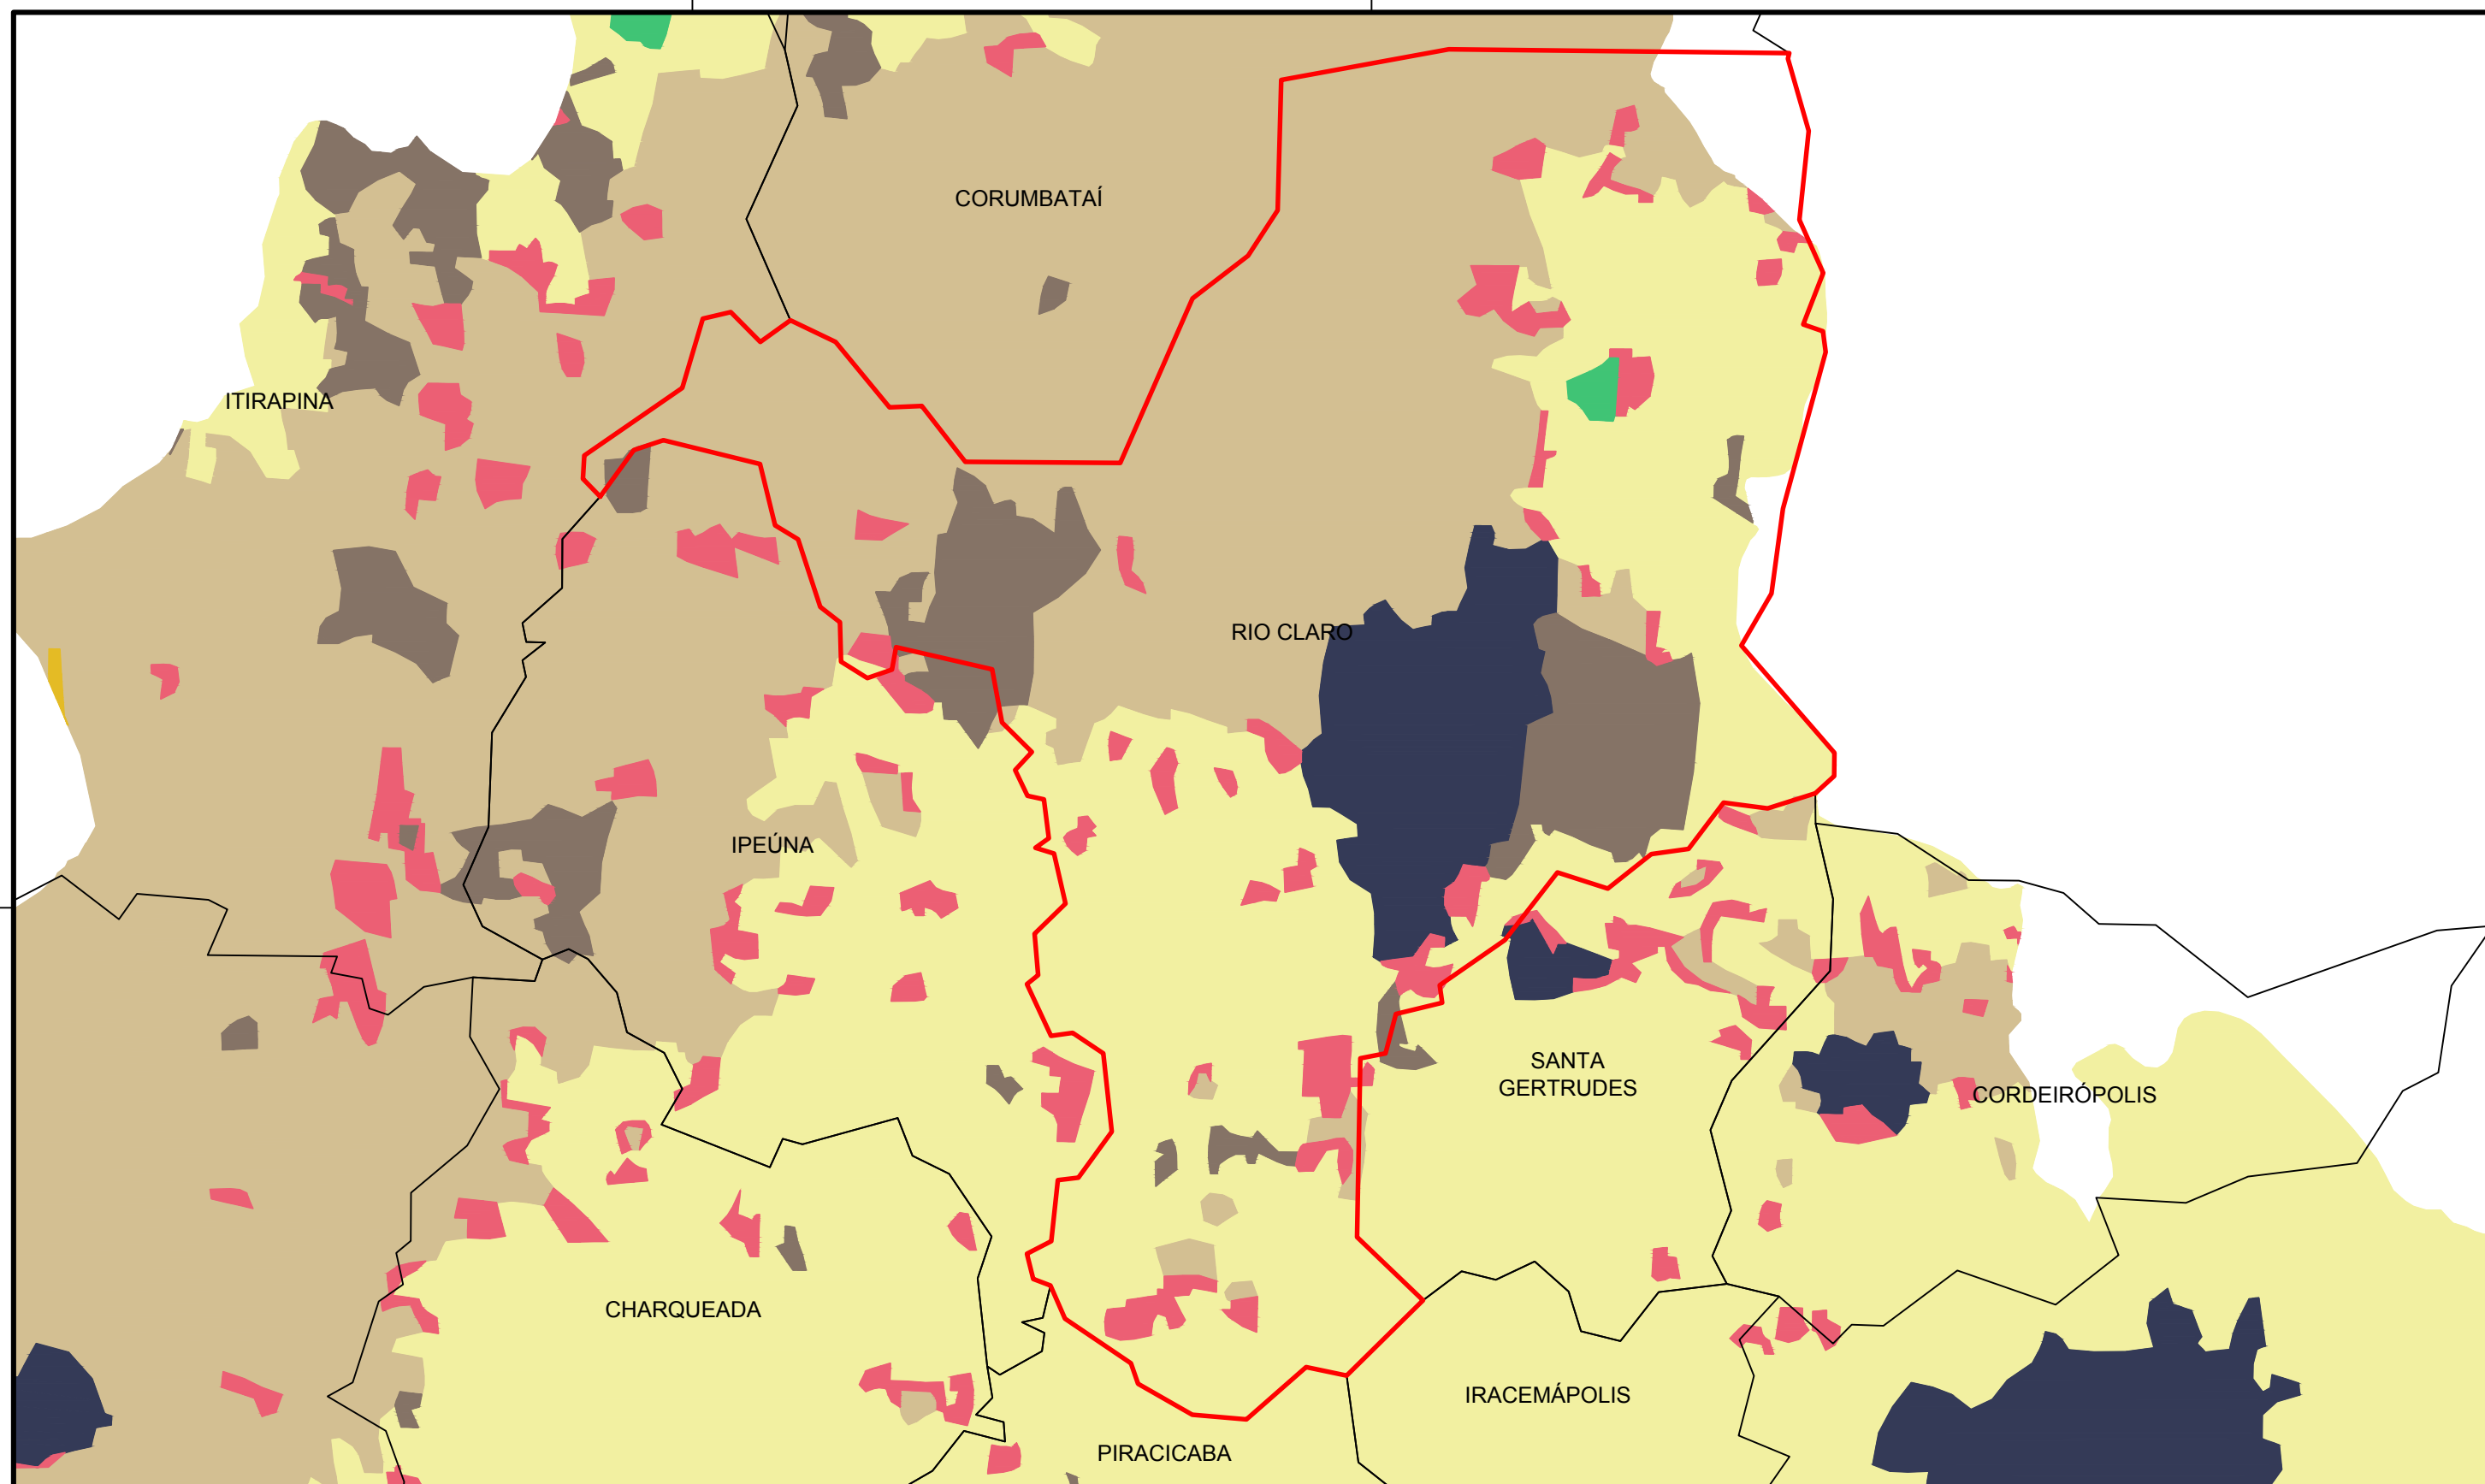 CORUMBATAÍ
ITIRAPINA
RIO CLARO
IPEÚNA
SANTA
GERTRUDES
CORDEIRÓPOLIS
CHARQUEADA
IRACEMÁPOLIS
PIRACICABA